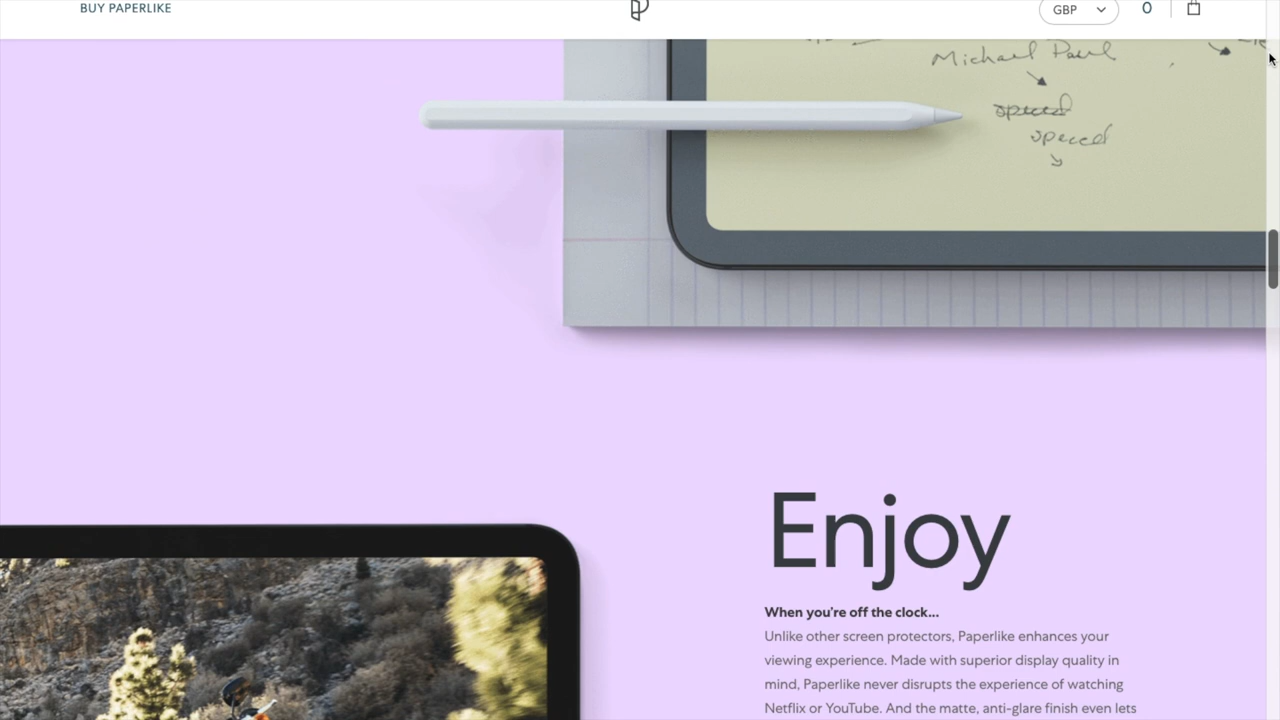 BUY PAPERLIKE
GBP
0
Michael Paul
speed
speed
Enjoy
When you're off the clock...
Unlike other screen protectors, Paperlike enhances your
viewing experience. Made with superior display quality in
mind, Paperlike never disrupts the experience of watching
Netflix or YouTube. And the matte, anti-glare finish even lets